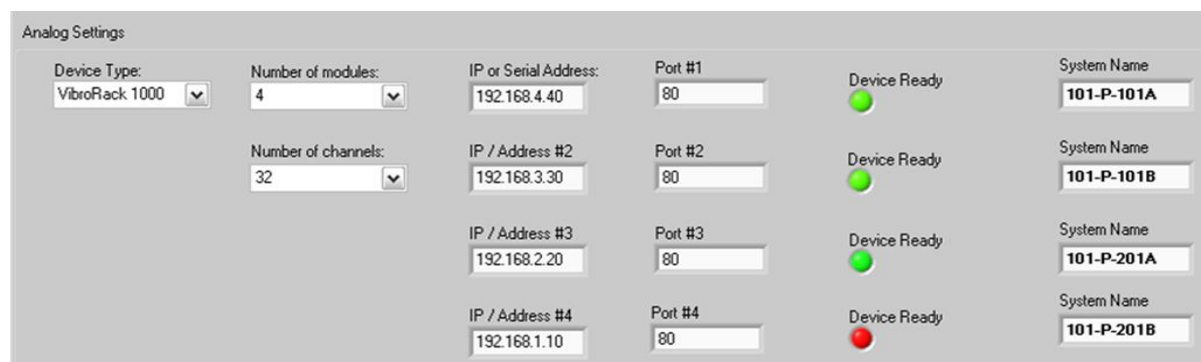 Analog Settings
Device Type:
VibroRack 1000
Number of modules:
4
IP or Serial Address:
192.168.4.40
Port #1
80
Device Ready
System Name
101-P-101A
Number of channels:
32
IP / Address #2
192.168.3.30
Port #2
80
Device Ready
System Name
101-P-101B
IP / Address #3
192.168.2.20
Port #3
80
Device Ready
System Name
101-P-201A
IP / Address #4
192.168.1.10
Port #4
80
Device Ready
System Name
101-P-201B